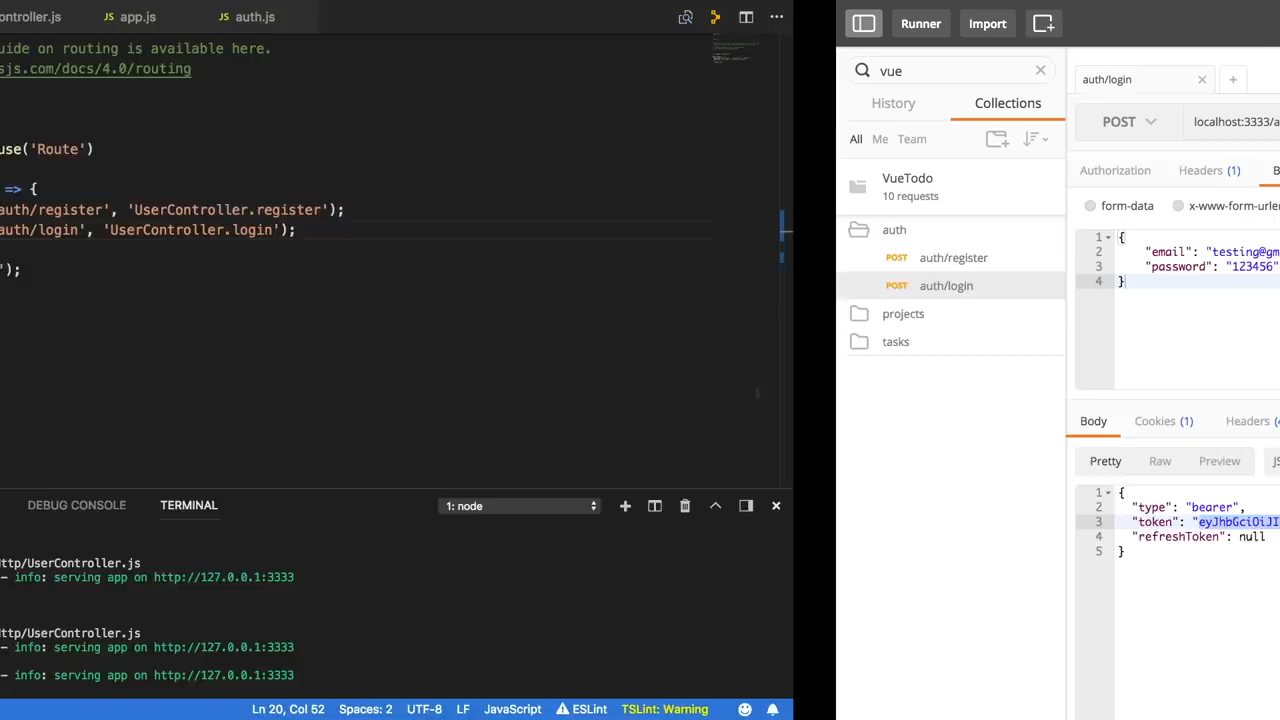 ontroller.js
JS app.js
JS auth.js
uide on routing is available here.
sjs.com/docs/4.0/routing
use('Route')
=> {
auth/register', 'UserController.register');
auth/login', 'UserController.login');
');
DEBUG CONSOLE
TERMINAL
1: node
ttp/UserController.js
- info: serving app on http://127.0.0.1:3333
ttp/UserController.js
- info: serving app on http://127.0.0.1:3333
- info: serving app on http://127.0.0.1:3333
Ln 20, Col 52
Spaces: 2
UTF-8
LF
JavaScript
ESLint
TSLint: Warning
Runner
Import
vue
History
Collections
All
Me
Team
VueTodo
10 requests
auth
POST auth/register
POST auth/login
projects
tasks
auth/login
POST
localhost:3333/a
Authorization
Headers (1)
B
form-data
x-www-form-urle
1 {
2 "email": "testing@gm
3 "password": "123456"
4 }
Body
Cookies (1)
Headers (4
Pretty
Raw
Preview
JS
1 {
2 "type": "bearer",
3 "token": "eyJhbGciOiJI
4 "refreshToken": null
5 }